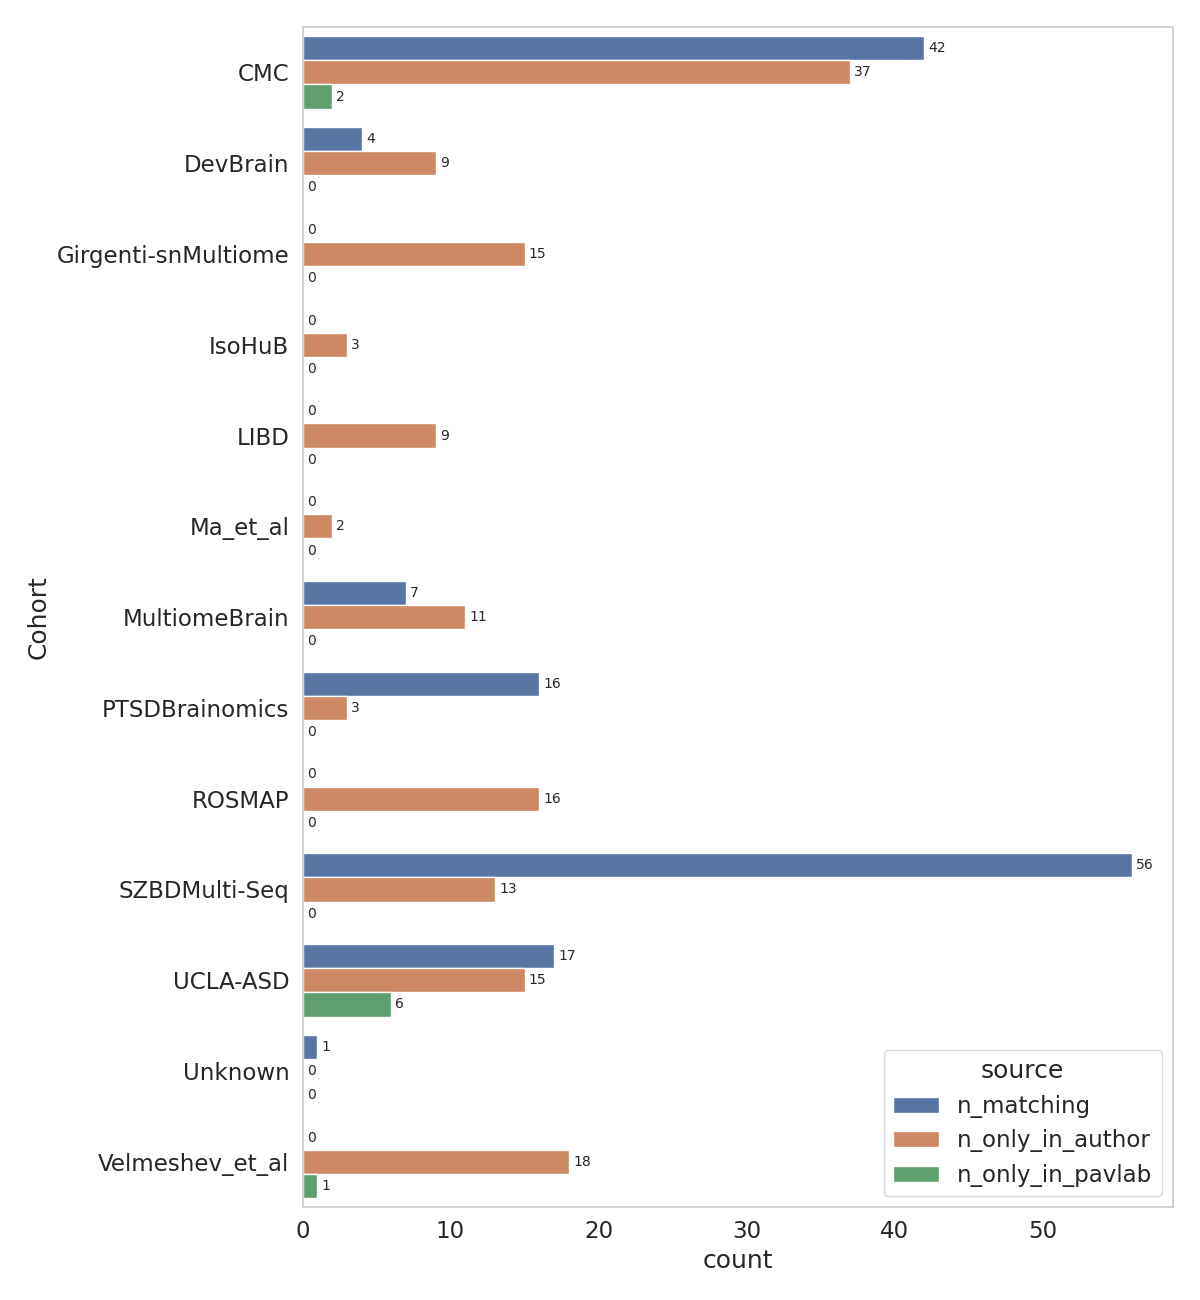 CMC 42
37
2
DevBrain 4
9
0
Girgenti-snMultiome 0
15
0
IsoHuB 0
3
0
LIBD 0
9
0
Ma_et_al 0
2
0
MultiomeBrain 7
11
0
PTSDBrainomics 16
3
0
ROSMAP 0
16
0
SZBDMulti-Seq 56
13
0
UCLA-ASD 17
15
6
Unknown 1
0
0
Velmeshev_et_al 0
18
1
Cohort
0 10 20 30 40 50
count
source
n_matching
n_only_in_author
n_only_in_pavlab